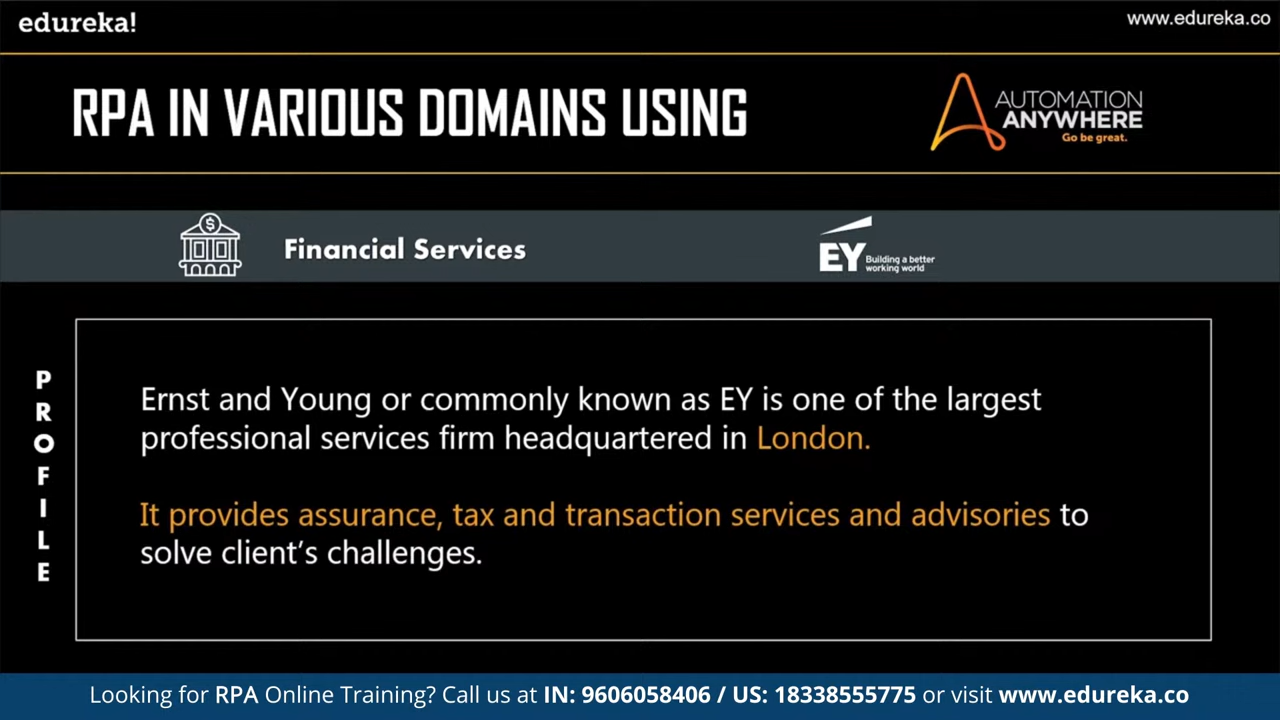 edureka!
www.edureka.co
RPA IN VARIOUS DOMAINS USING
AUTOMATION
ANYWHERE
Go be great.
Financial Services
EY
Building a better
working world
PROFILE
Ernst and Young or commonly known as EY is one of the largest
professional services firm headquartered in London.
It provides assurance, tax and transaction services and advisories to
solve client’s challenges.
Looking for RPA Online Training? Call us at IN: 9606058406 / US: 18338555775 or visit www.edureka.co